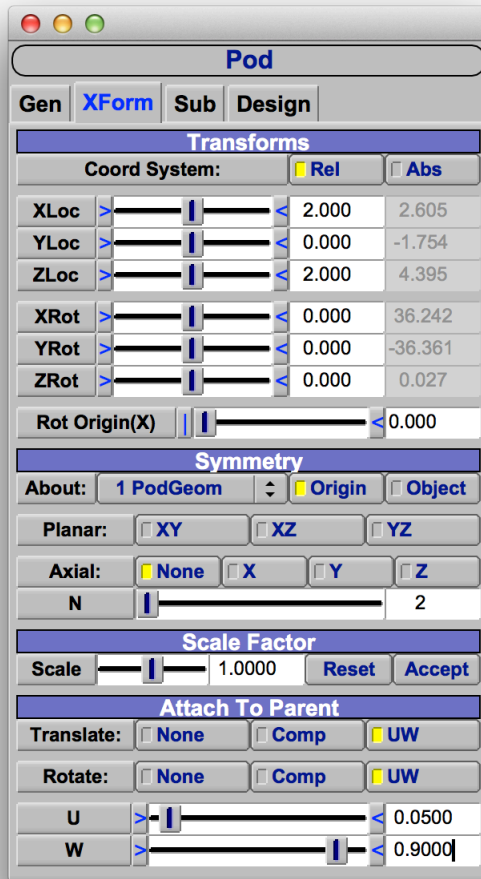 Pod
Gen XForm Sub Design
Transforms
Coord System: Rel Abs
XLoc > < 2.000 2.605
YLoc > < 0.000 -1.754
ZLoc > < 2.000 4.395
XRot > < 0.000 36.242
YRot > < 0.000 -36.361
ZRot > < 0.000 0.027
Rot Origin(X) | < 0.000
Symmetry
About: 1 PodGeom Origin Object
Planar: XY XZ YZ
Axial: None X Y Z
N 2
Scale Factor
Scale 1.0000 Reset Accept
Attach To Parent
Translate: None Comp UW
Rotate: None Comp UW
U > < 0.0500
W > < 0.9000